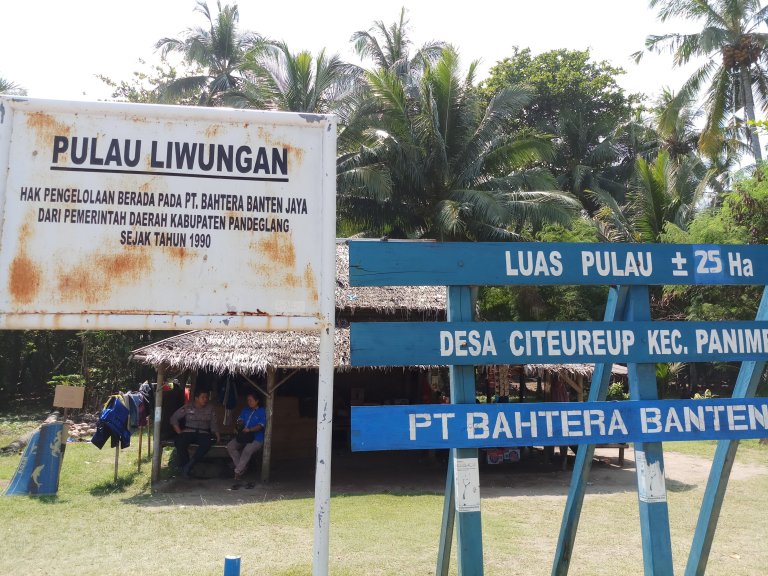 PULAU LIWUNGAN
HAK PENGELOLAAN BERADA PADA PT. BAHTERA BANTEN JAYA
DARI PEMERINTAH DAERAH KABUPATEN PANDEGLANG
SEJAK TAHUN 1990
LUAS PULAU ± 25 Ha
DESA CITEUREUP KEC. PANIMB
PT BAHTERA BANTEN